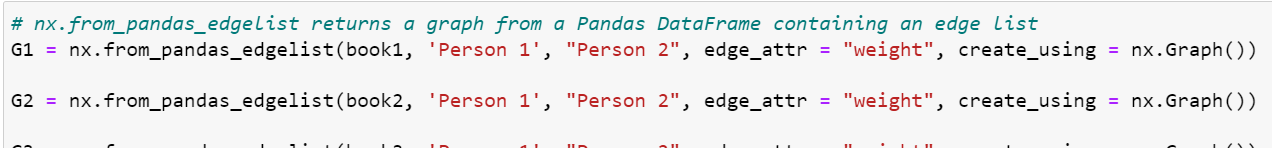 # nx.from_pandas_edgelist returns a graph from a Pandas DataFrame containing an edge list
G1 = nx.from_pandas_edgelist(book1, 'Person 1', "Person 2", edge_attr = "weight", create_using = nx.Graph())
G2 = nx.from_pandas_edgelist(book2, 'Person 1', "Person 2", edge_attr = "weight", create_using = nx.Graph())